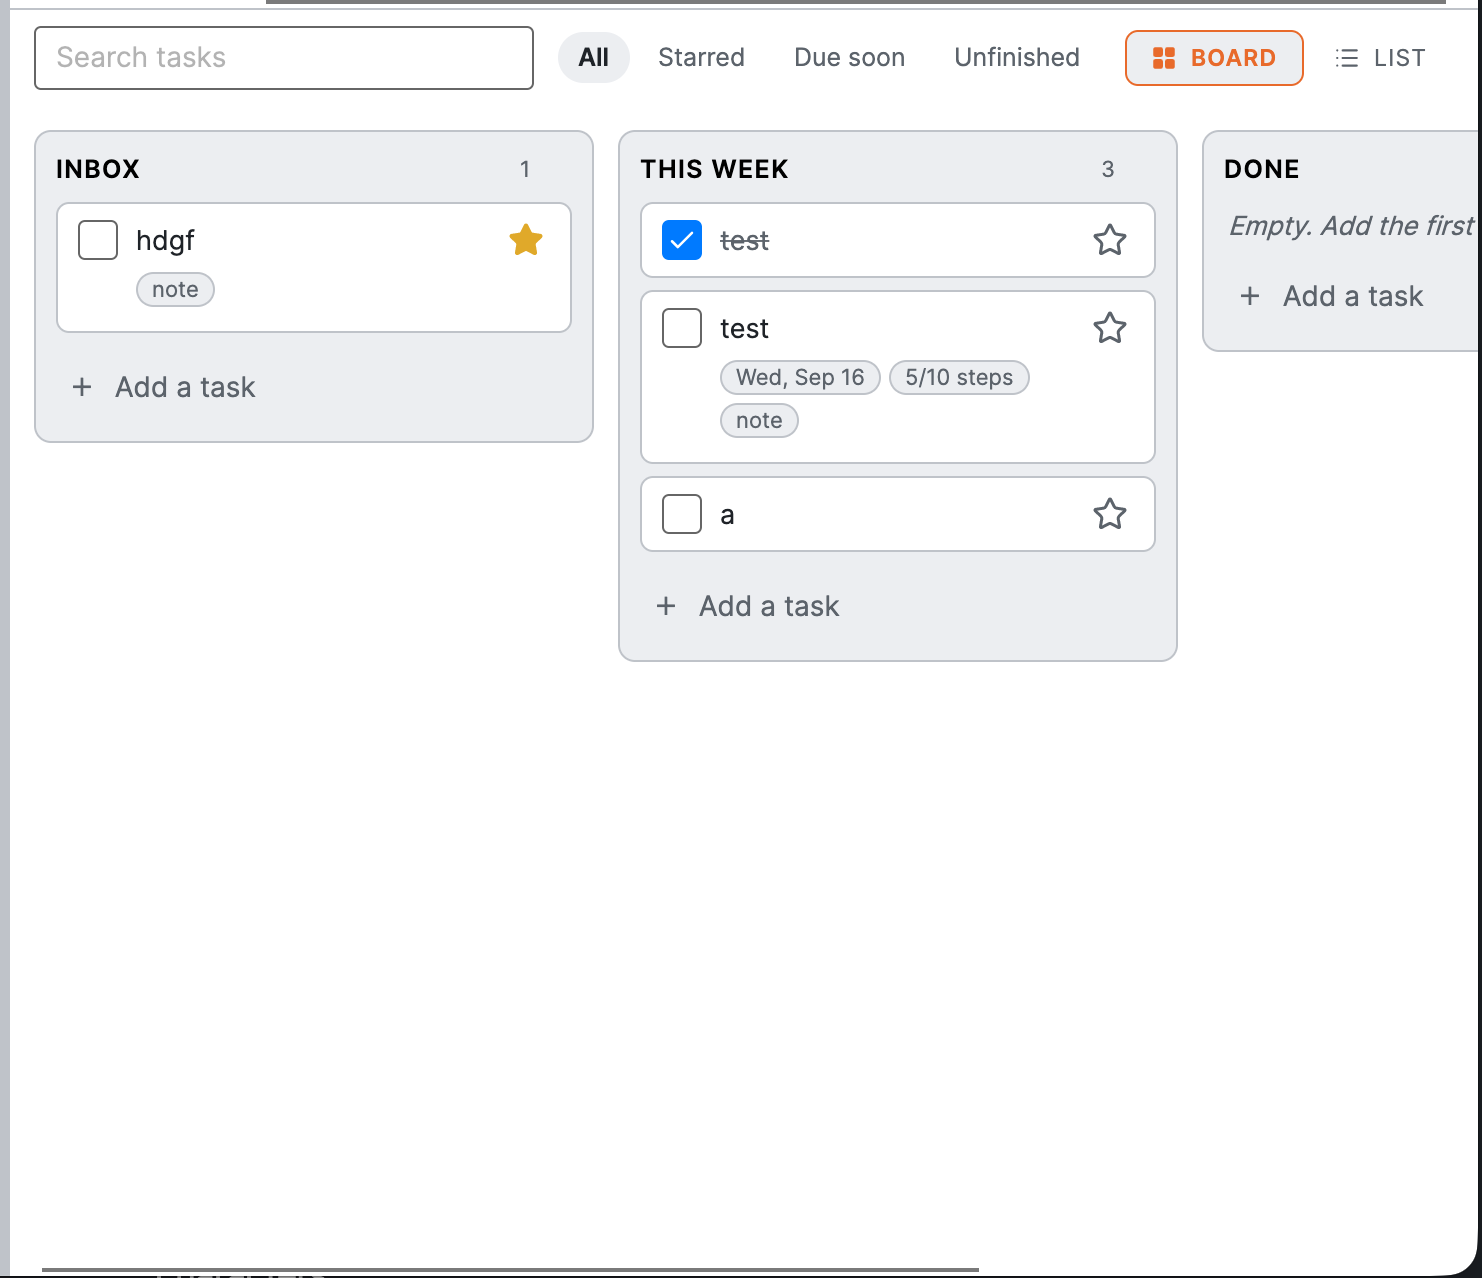 Search tasks
All
Starred
Due soon
Unfinished
BOARD
LIST
INBOX 1
hdgf
note
+ Add a task
THIS WEEK 3
test
test
Wed, Sep 16
5/10 steps
note
a
+ Add a task
DONE
Empty. Add the first
+ Add a task